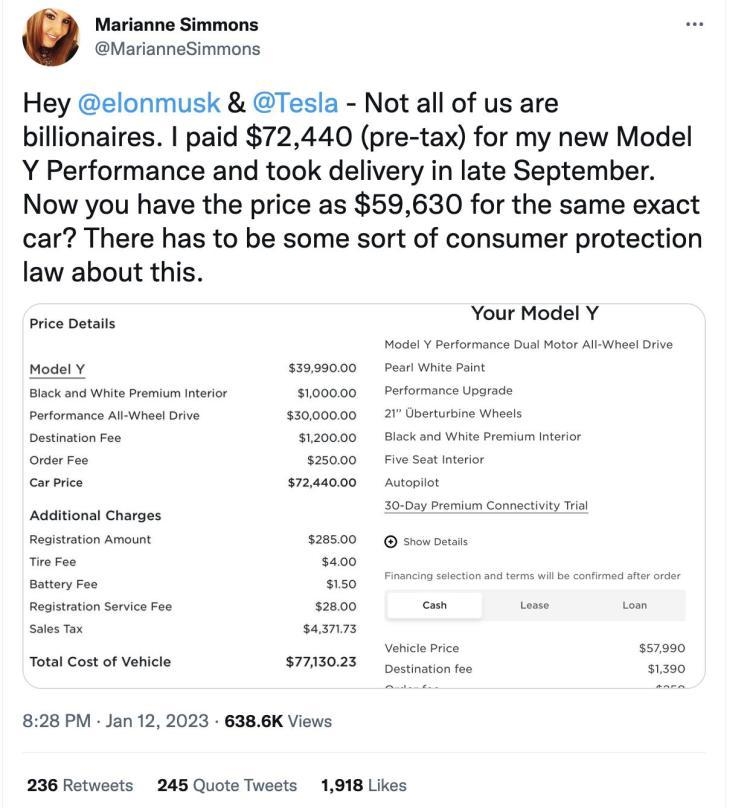 Marianne Simmons
@MarianneSimmons
Hey @elonmusk & @Tesla - Not all of us are
billionaires. I paid $72,440 (pre-tax) for my new Model
Y Performance and took delivery in late September.
Now you have the price as $59,630 for the same exact
car? There has to be some sort of consumer protection
law about this.
Price Details
Model Y $39,990.00
Black and White Premium Interior $1,000.00
Performance All-Wheel Drive $30,000.00
Destination Fee $1,200.00
Order Fee $250.00
Car Price $72,440.00
Additional Charges
Registration Amount $285.00
Tire Fee $4.00
Battery Fee $1.50
Registration Service Fee $28.00
Sales Tax $4,371.73
Total Cost of Vehicle $77,130.23
Your Model Y
Model Y Performance Dual Motor All-Wheel Drive
Pearl White Paint
Performance Upgrade
21" Überturbine Wheels
Black and White Premium Interior
Five Seat Interior
Autopilot
30-Day Premium Connectivity Trial
Show Details
Financing selection and terms will be confirmed after order
Cash Lease Loan
Vehicle Price $57,990
Destination fee $1,390
8:28 PM · Jan 12, 2023 · 638.6K Views
236 Retweets 245 Quote Tweets 1,918 Likes